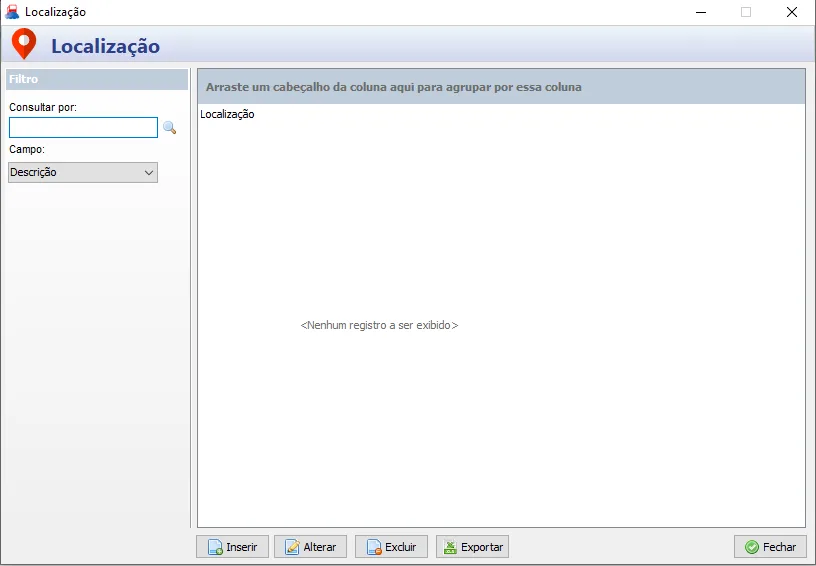 Localização
Localização
Filtro
Consultar por:
Campo:
Descrição
Arraste um cabeçalho da coluna aqui para agrupar por essa coluna
Localização
<Nenhum registro a ser exibido>
Inserir
Alterar
Excluir
Exportar
Fechar